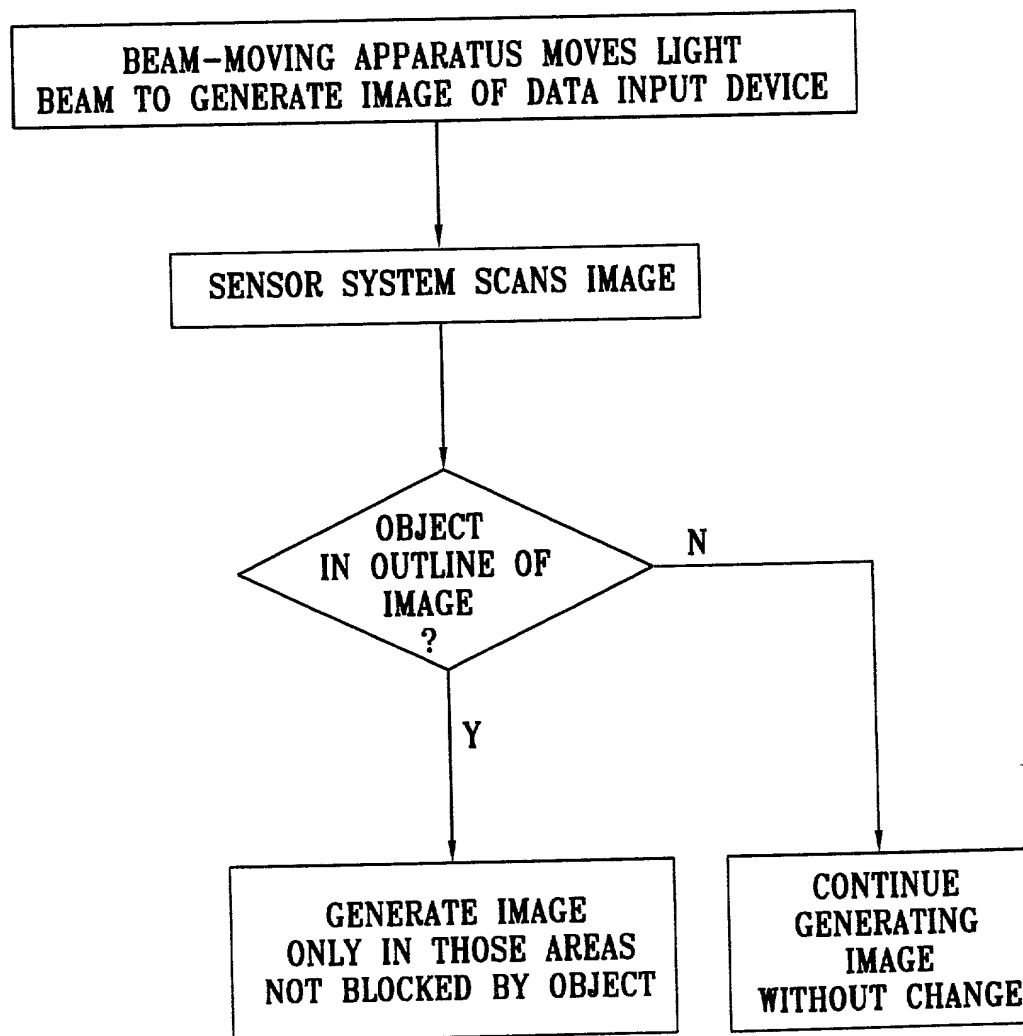 BEAM-MOVING APPARATUS MOVES LIGHT
BEAM TO GENERATE IMAGE OF DATA INPUT DEVICE
SENSOR SYSTEM SCANS IMAGE
OBJECT
IN OUTLINE OF
IMAGE
?
N
Y
GENERATE IMAGE
ONLY IN THOSE AREAS
NOT BLOCKED BY OBJECT
CONTINUE
GENERATING
IMAGE
WITHOUT CHANGE